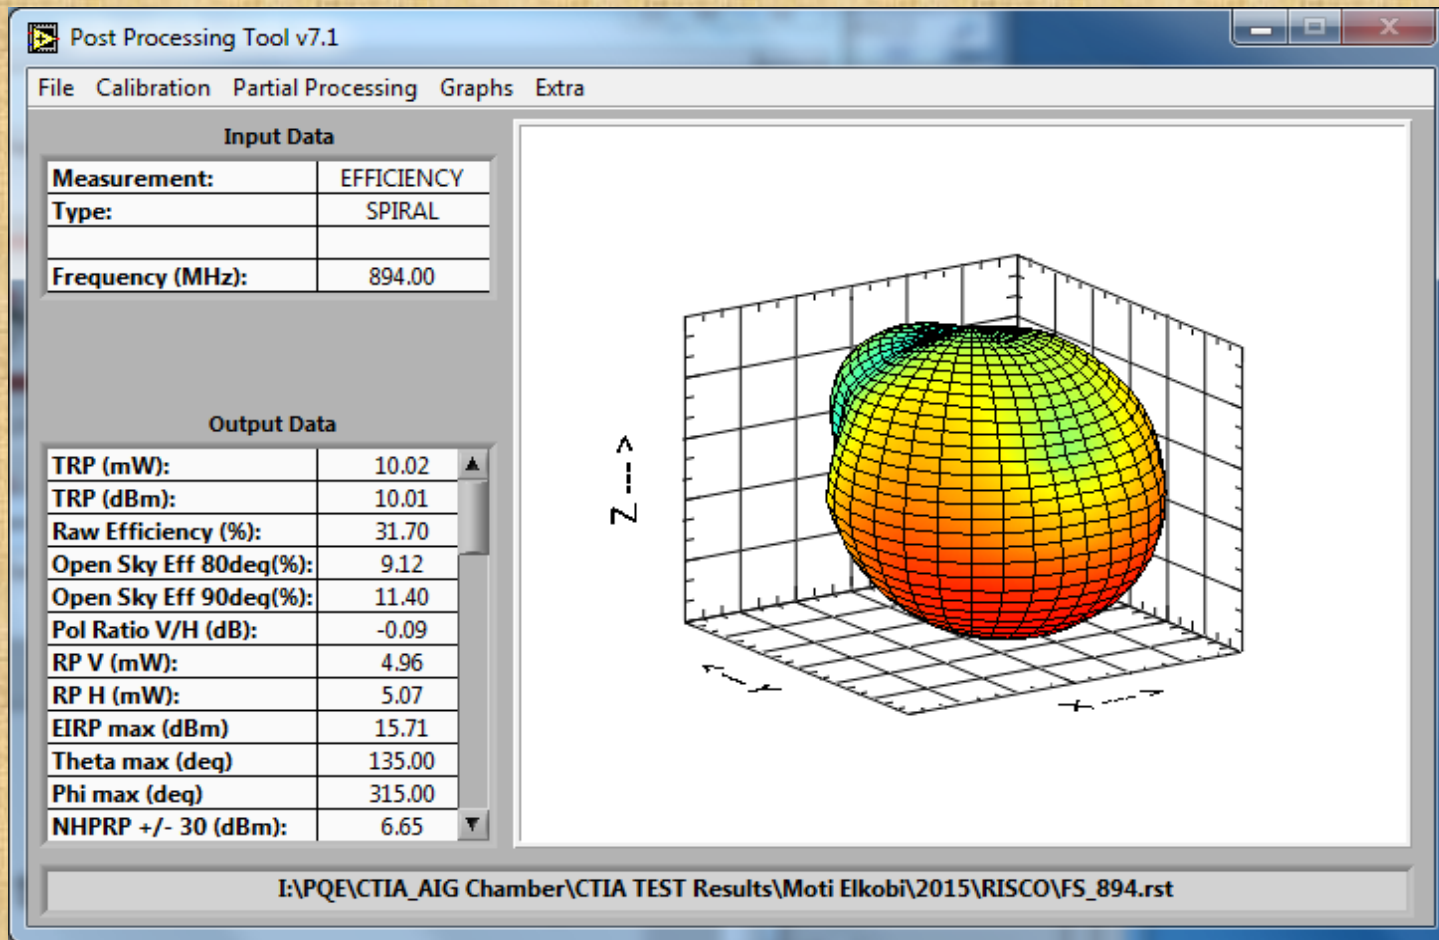 Post Processing Tool v7.1
File Calibration Partial Processing Graphs Extra
Input Data
Measurement: EFFICIENCY
Type: SPIRAL
Frequency (MHz): 894.00
Output Data
TRP (mW): 10.02
TRP (dBm): 10.01
Raw Efficiency (%): 31.70
Open Sky Eff 80deg(%): 9.12
Open Sky Eff 90deg(%): 11.40
Pol Ratio V/H (dB): -0.09
RP V (mW): 4.96
RP H (mW): 5.07
EIRP max (dBm) 15.71
Theta max (deg) 135.00
Phi max (deg) 315.00
NHPRP +/- 30 (dBm): 6.65
Z --->
<--- Y
X --->
I:\PQE\CTIA_AIG Chamber\CTIA TEST Results\Moti Elkobi\2015\RISCO\FS_894.rst